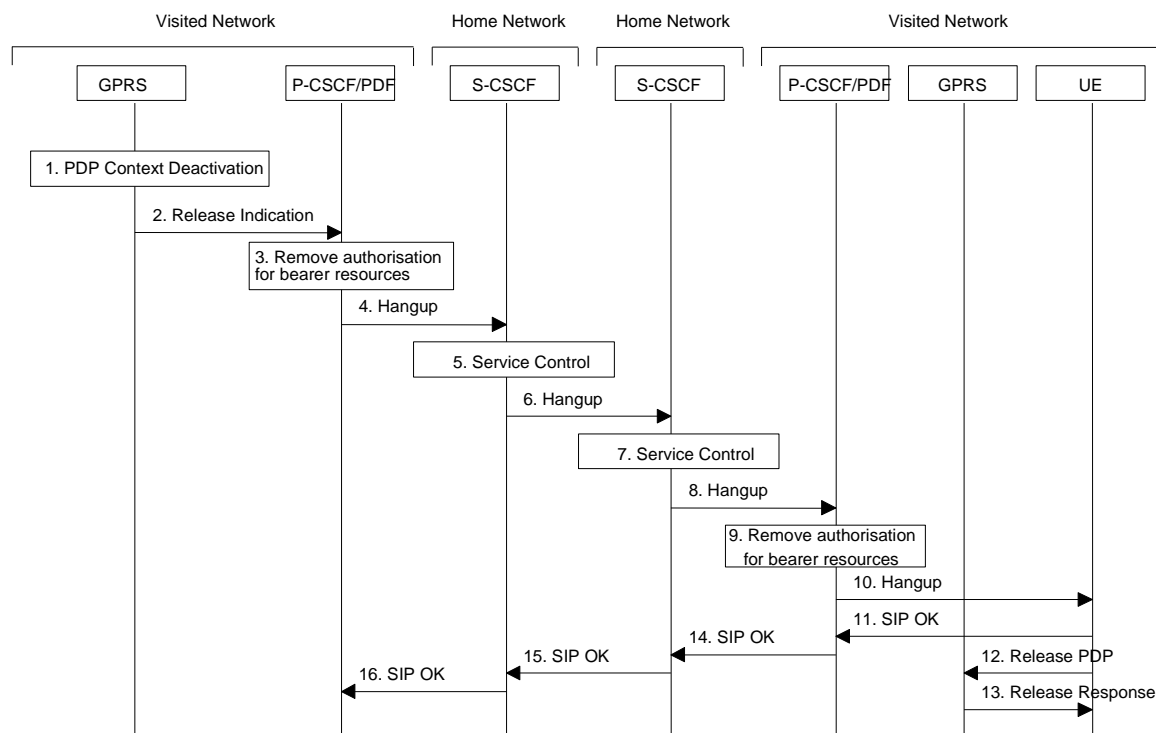 Visited Network
Home Network
Home Network
Visited Network
GPRS
P-CSCF/PDF
S-CSCF
S-CSCF
P-CSCF/PDF
GPRS
UE
1. PDP Context Deactivation
2. Release Indication
3. Remove authorisation
for bearer resources
4. Hangup
5. Service Control
6. Hangup
7. Service Control
8. Hangup
9. Remove authorisation
for bearer resources
10. Hangup
11. SIP OK
14. SIP OK
15. SIP OK
12. Release PDP
16. SIP OK
13. Release Response